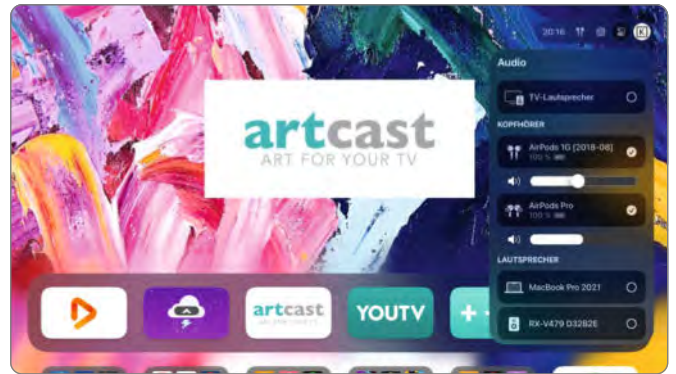 20:16
K
Audio
TV-Lautsprecher
KOPFHÖRER
AirPods 1G [2018-08]
100 %
AirPods Pro
100 %
LAUTSPRECHER
MacBook Pro 2021
RX-V479 D32B2E
artcast
ART FOR YOUR TV
artcast
YOUTV